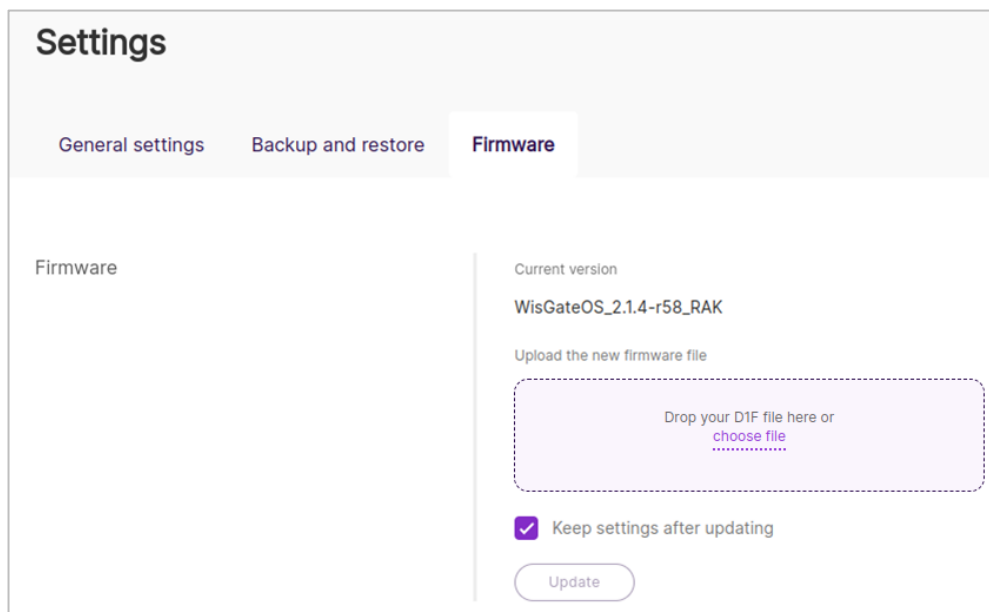 Settings
General settings
Backup and restore
Firmware
Firmware
Current version
WisGateOS_2.1.4-r58_RAK
Upload the new firmware file
Drop your D1F file here or
choose file
Keep settings after updating
Update